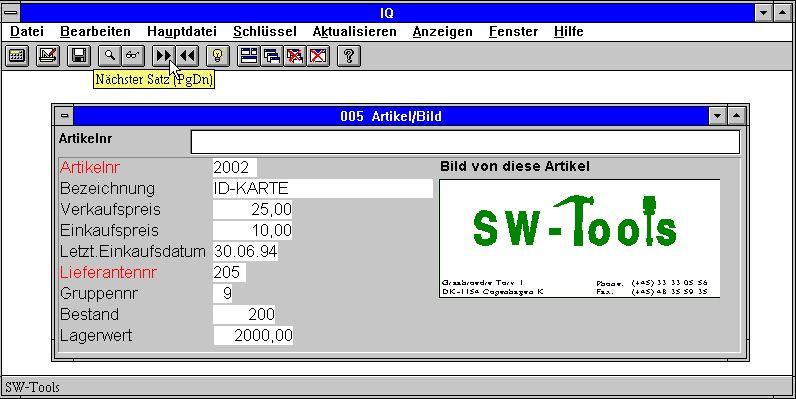 IQ
Datei Bearbeiten Hauptdatei Schlüssel Aktualisieren Anzeigen Fenster Hilfe
?
Nächster Satz (PgDn)
005 Artikel/Bild
Artikelnr
Artikelnr 2002
Bezeichnung ID-KARTE
Verkaufspreis 25,00
Einkaufspreis 10,00
Letzt.Einkaufsdatum 30.06.94
Lieferantennr 205
Gruppennr 9
Bestand 200
Lagerwert 2000,00
Bild von diese Artikel
SW-Tools
Graabroedre Torv 1 Phone. (+45) 33 33 05 56
DK-1154 Copenhagen K Fax. (+45) 48 35 59 35
SW-Tools